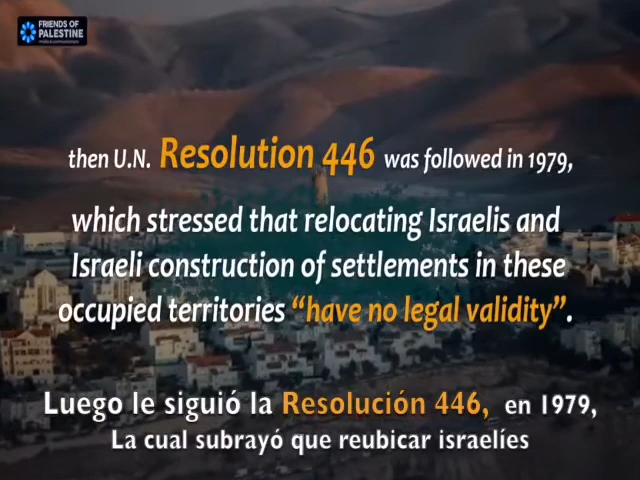 FRIENDS OF
PALESTINE
then U.N. Resolution 446 was followed in 1979,
which stressed that relocating Israelis and
Israeli construction of settlements in these
occupied territories “have no legal validity”.
Luego le siguió la Resolución 446, en 1979,
La cual subrayó que reubicar israelíes